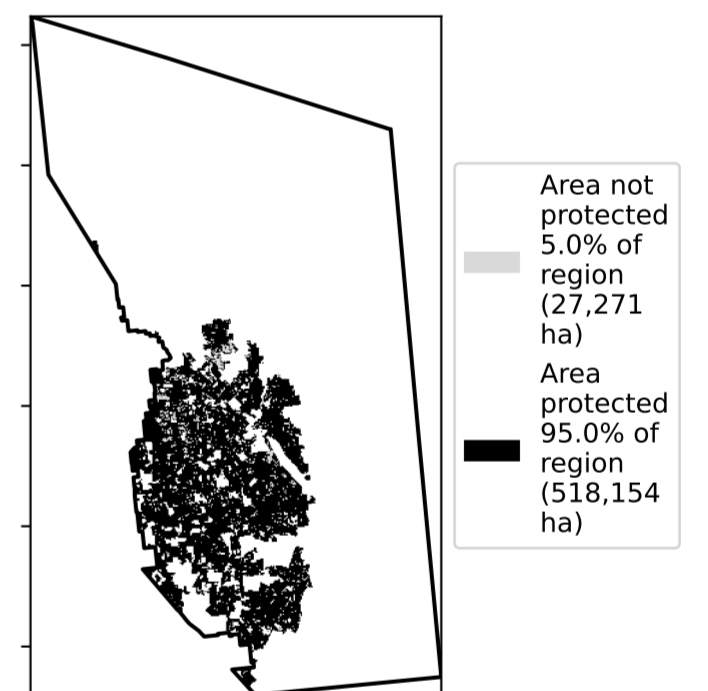 Area not
protected
5.0% of
region
(27,271
ha)
Area
protected
95.0% of
region
(518,154
ha)